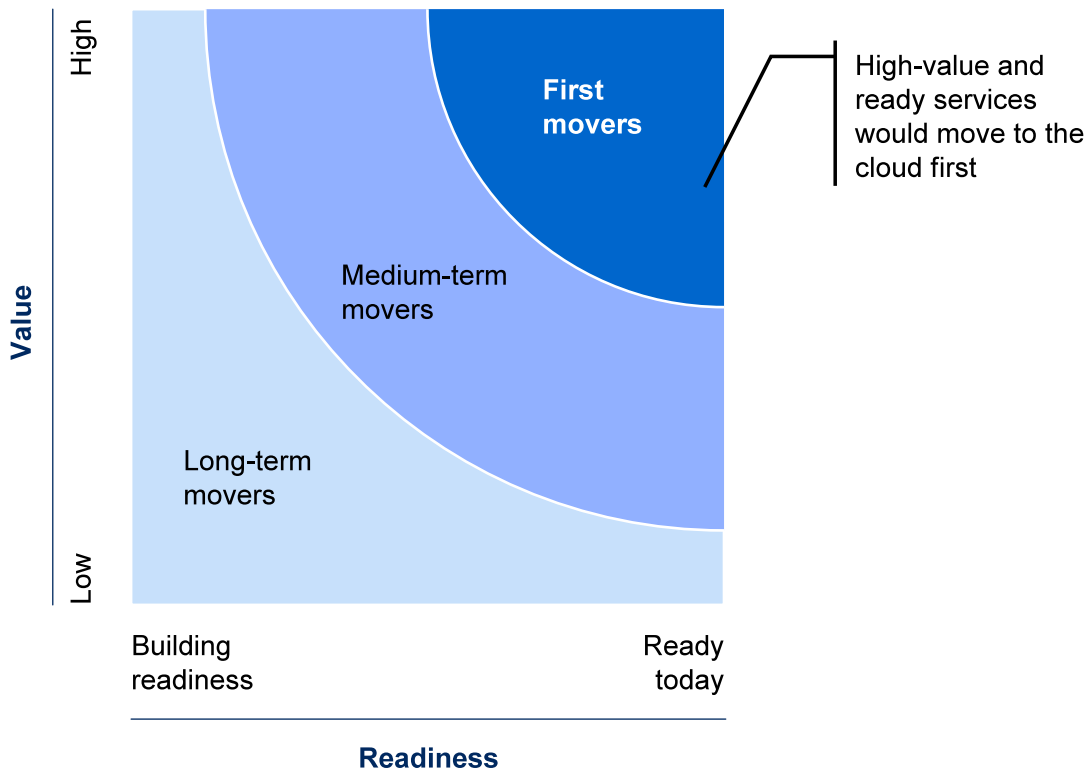 High
First
movers
High-value and
ready services
would move to the
cloud first
Value
Medium-term
movers
Long-term
movers
Low
Building
readiness
Ready
today
Readiness